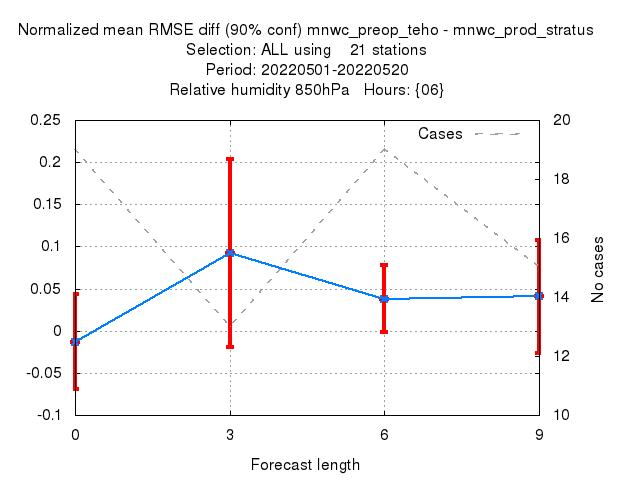 Normalized mean RMSE diff (90% conf) mnwc_preop_teho - mnwc_prod_stratus
Selection: ALL using    21 stations
Period: 20220501-20220520
Relative humidity 850hPa   Hours: {06}
Cases
0.25
0.2
0.15
0.1
0.05
0
-0.05
-0.1
20
18
16
14
12
10
No cases
0
3
6
9
Forecast length